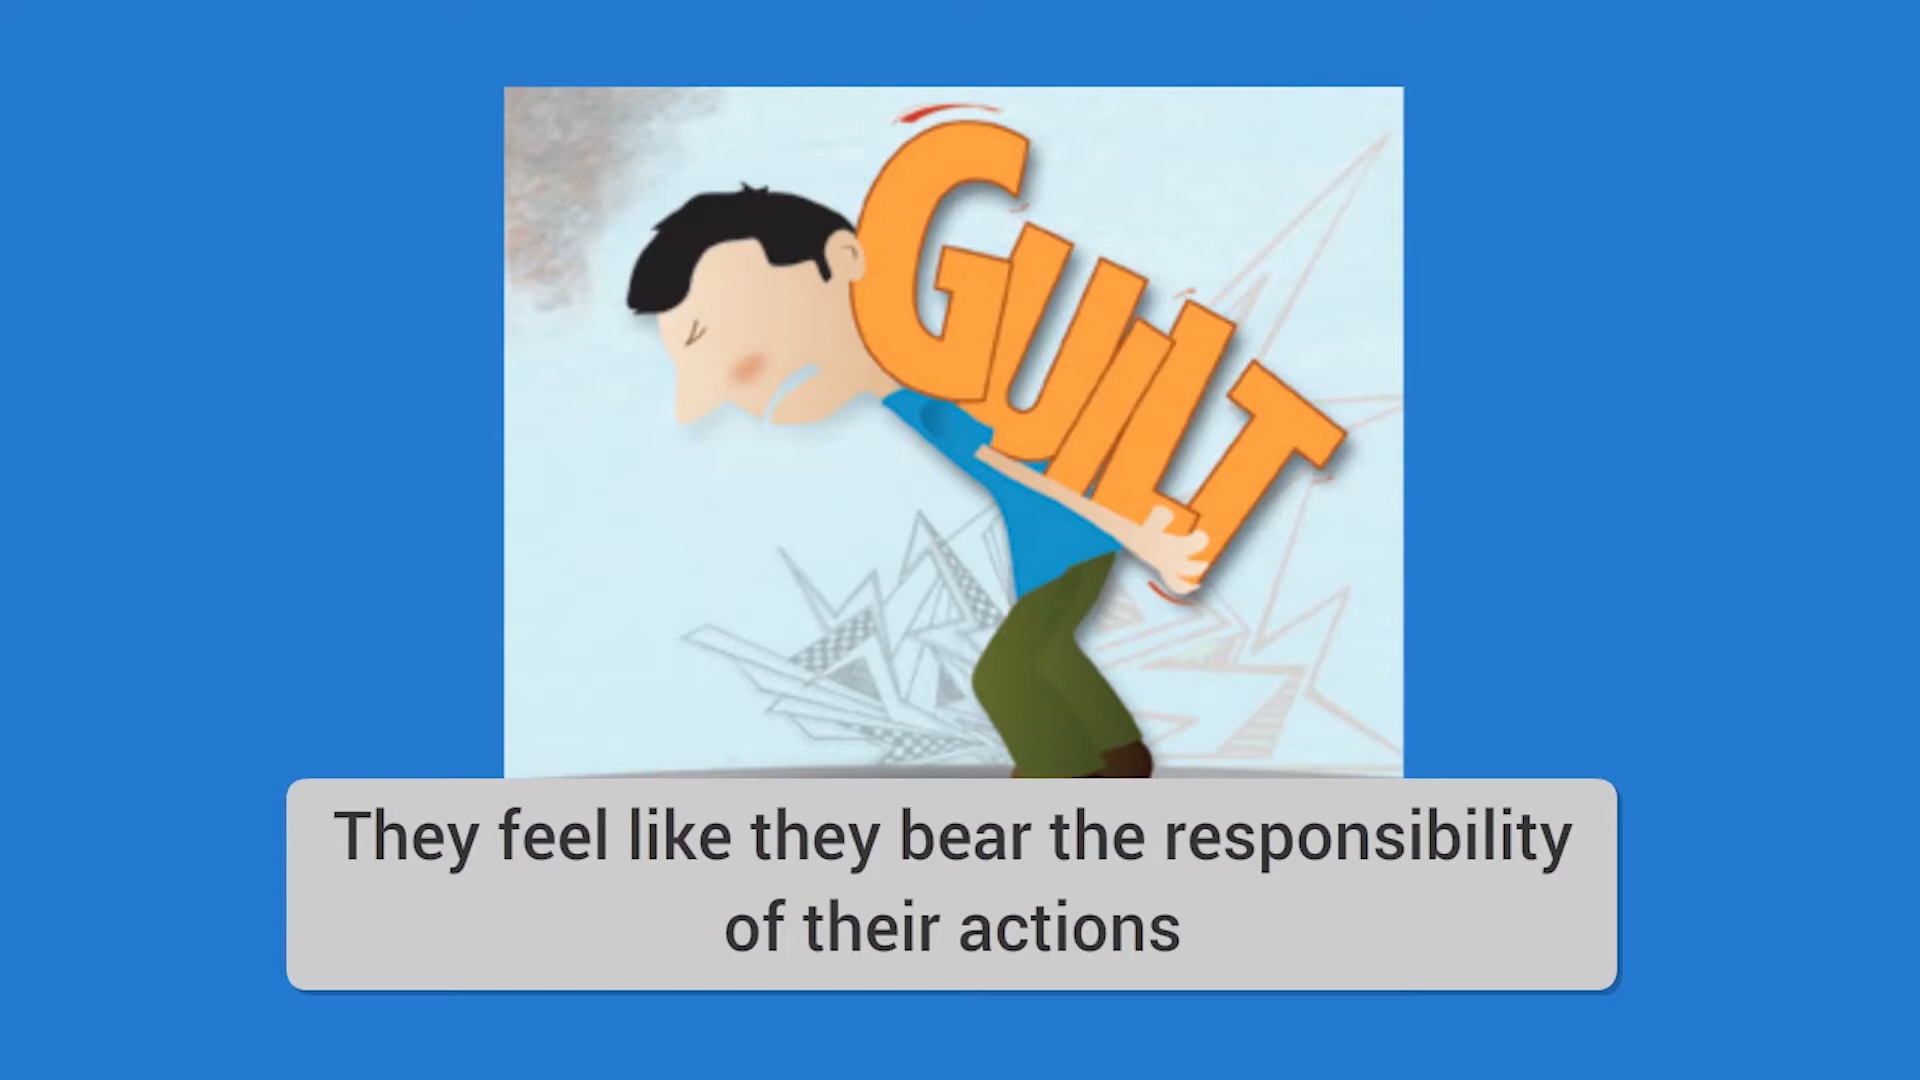 GUILT
They feel like they bear the responsibility
of their actions